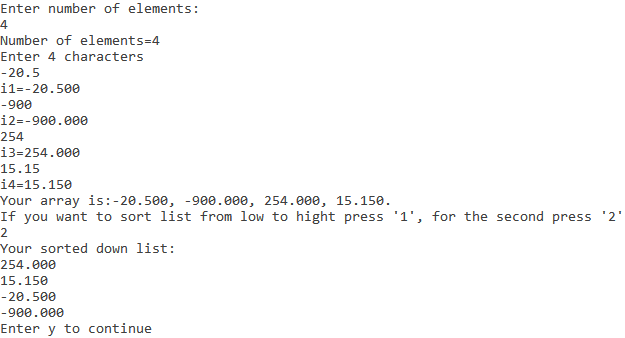 Enter number of elements:
4
Number of elements=4
Enter 4 characters
-20.5
i1=-20.500
-900
i2=-900.000
254
i3=254.000
15.15
i4=15.150
Your array is:-20.500, -900.000, 254.000, 15.150.
If you want to sort list from low to hight press '1', for the second press '2'
2
Your sorted down list:
254.000
15.150
-20.500
-900.000
Enter y to continue